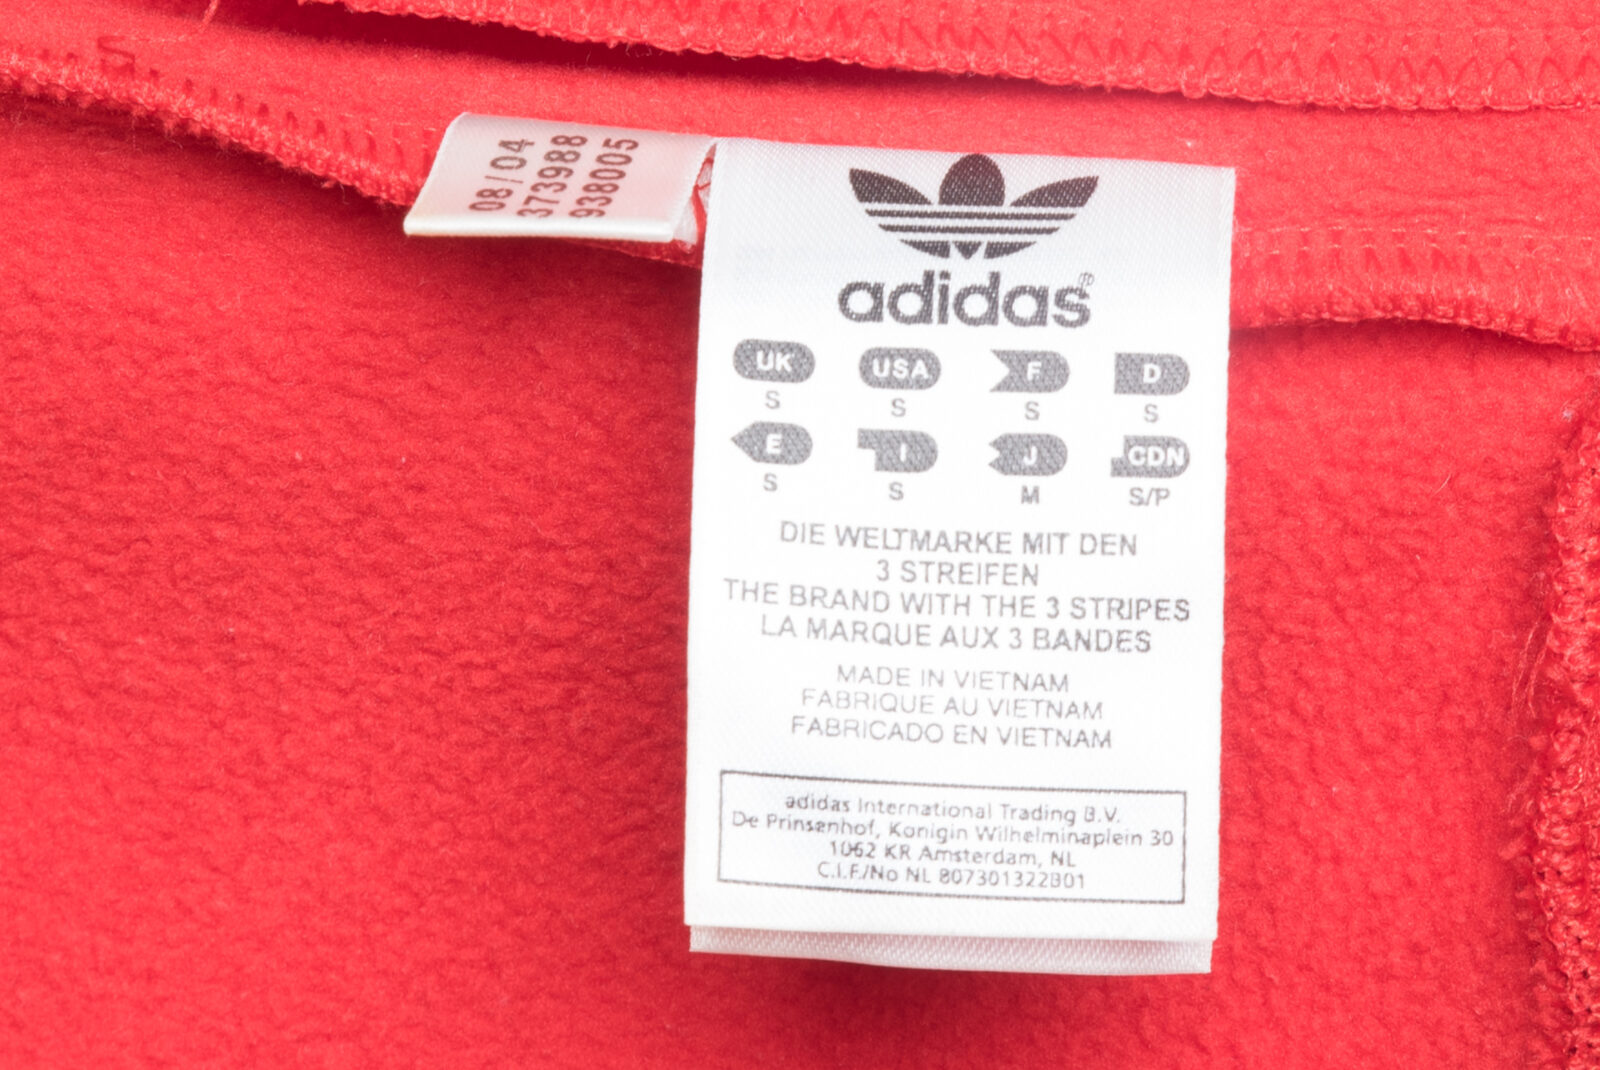 08/04
373988
938005
adidas®
UK USA F D
S S S S
E I J CDN
S S M S/P
DIE WELTMARKE MIT DEN
3 STREIFEN
THE BRAND WITH THE 3 STRIPES
LA MARQUE AUX 3 BANDES
MADE IN VIETNAM
FABRIQUE AU VIETNAM
FABRICADO EN VIETNAM
adidas International Trading B.V.
De Prinsenhof, Konigin Wilhelminaplein 30
1062 KR Amsterdam, NL
C.I.F./No NL 807301322B01